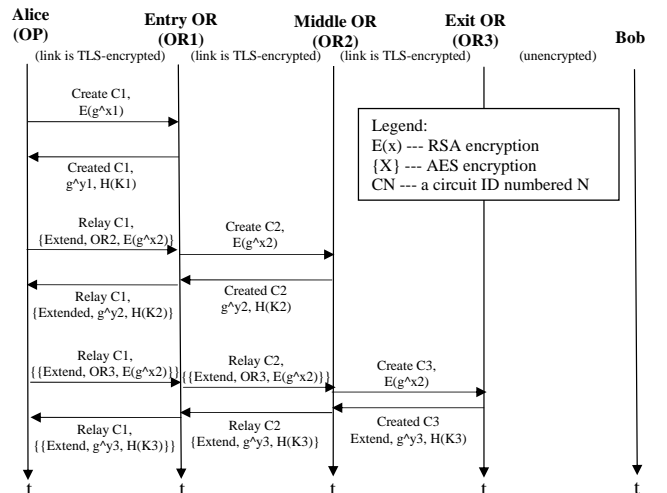 Alice
(OP)
Entry OR
(OR1)
Middle OR
(OR2)
Exit OR
(OR3)
Bob
(link is TLS-encrypted)
(link is TLS-encrypted)
(link is TLS-encrypted)
(unencrypted)
Create C1,
E(g^x1)
Legend:
E(x) --- RSA encryption
{X} --- AES encryption
CN --- a circuit ID numbered N
Created C1,
g^y1, H(K1)
Relay C1,
{Extend, OR2, E(g^x2)}
Create C2,
E(g^x2)
Relay C1,
{Extended, g^y2, H(K2)}
Created C2
g^y2, H(K2)
Relay C1,
{{Extend, OR3, E(g^x2)}}
Relay C2,
{{Extend, OR3, E(g^x2)}}
Create C3,
E(g^x2)
Relay C1,
{{Extend, g^y3, H(K3)}}
Relay C2
{Extend, g^y3, H(K3)}
Created C3
Extend, g^y3, H(K3)
t
t
t
t
t